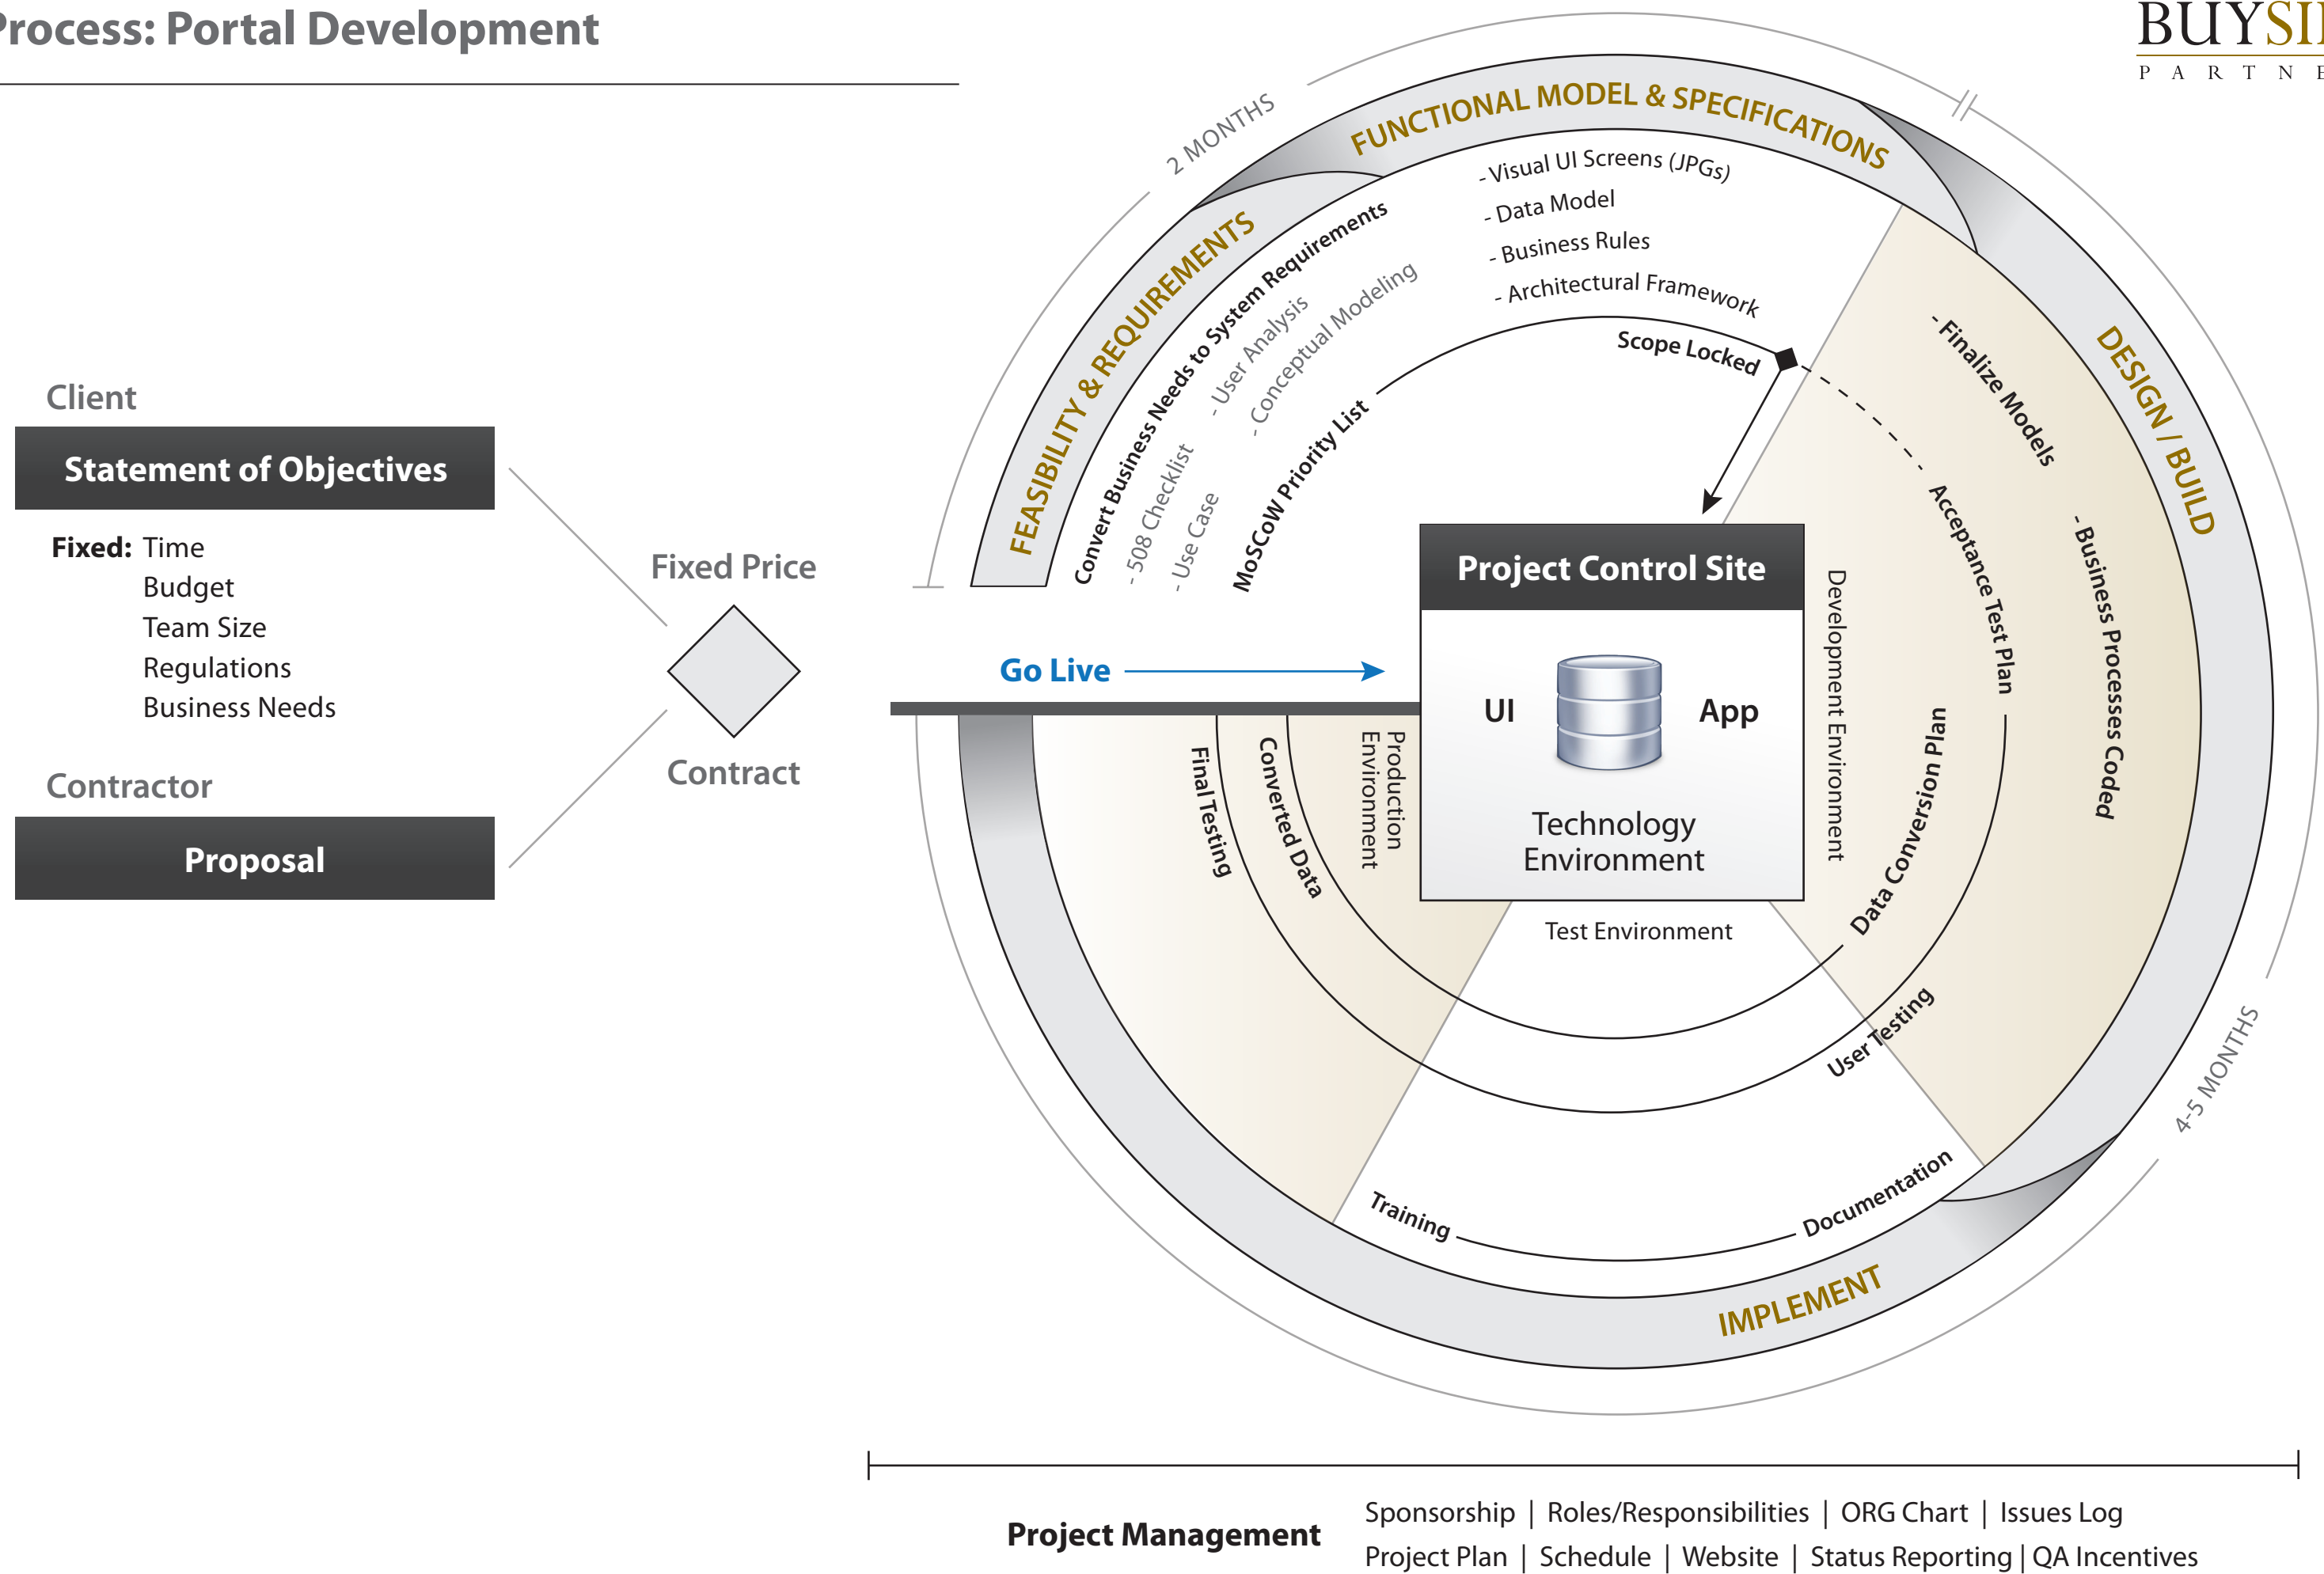 Process: Portal Development
BUYSI
PARTNE
Client
Statement of Objectives
Fixed: Time
Budget
Team Size
Regulations
Business Needs
Contractor
Proposal
Fixed Price
Contract
2 MONTHS
FEASIBILITY & REQUIREMENTS
Convert Business Needs to System Requirements
- 508 Checklist
- User Analysis
- Use Case
- Conceptual Modeling
MoSCoW Priority List
FUNCTIONAL MODEL & SPECIFICATIONS
- Visual UI Screens (JPGs)
- Data Model
- Business Rules
- Architectural Framework
Scope Locked
DESIGN / BUILD
- Finalize Models
- Business Processes Coded
Acceptance Test Plan
Data Conversion Plan
Development Environment
Project Control Site
UI
App
Technology
Environment
Go Live
Production
Environment
Converted Data
Final Testing
Test Environment
User Testing
4-5 MONTHS
Documentation
Training
IMPLEMENT
Project Management
Sponsorship | Roles/Responsibilities | ORG Chart | Issues Log
Project Plan | Schedule | Website | Status Reporting | QA Incentives